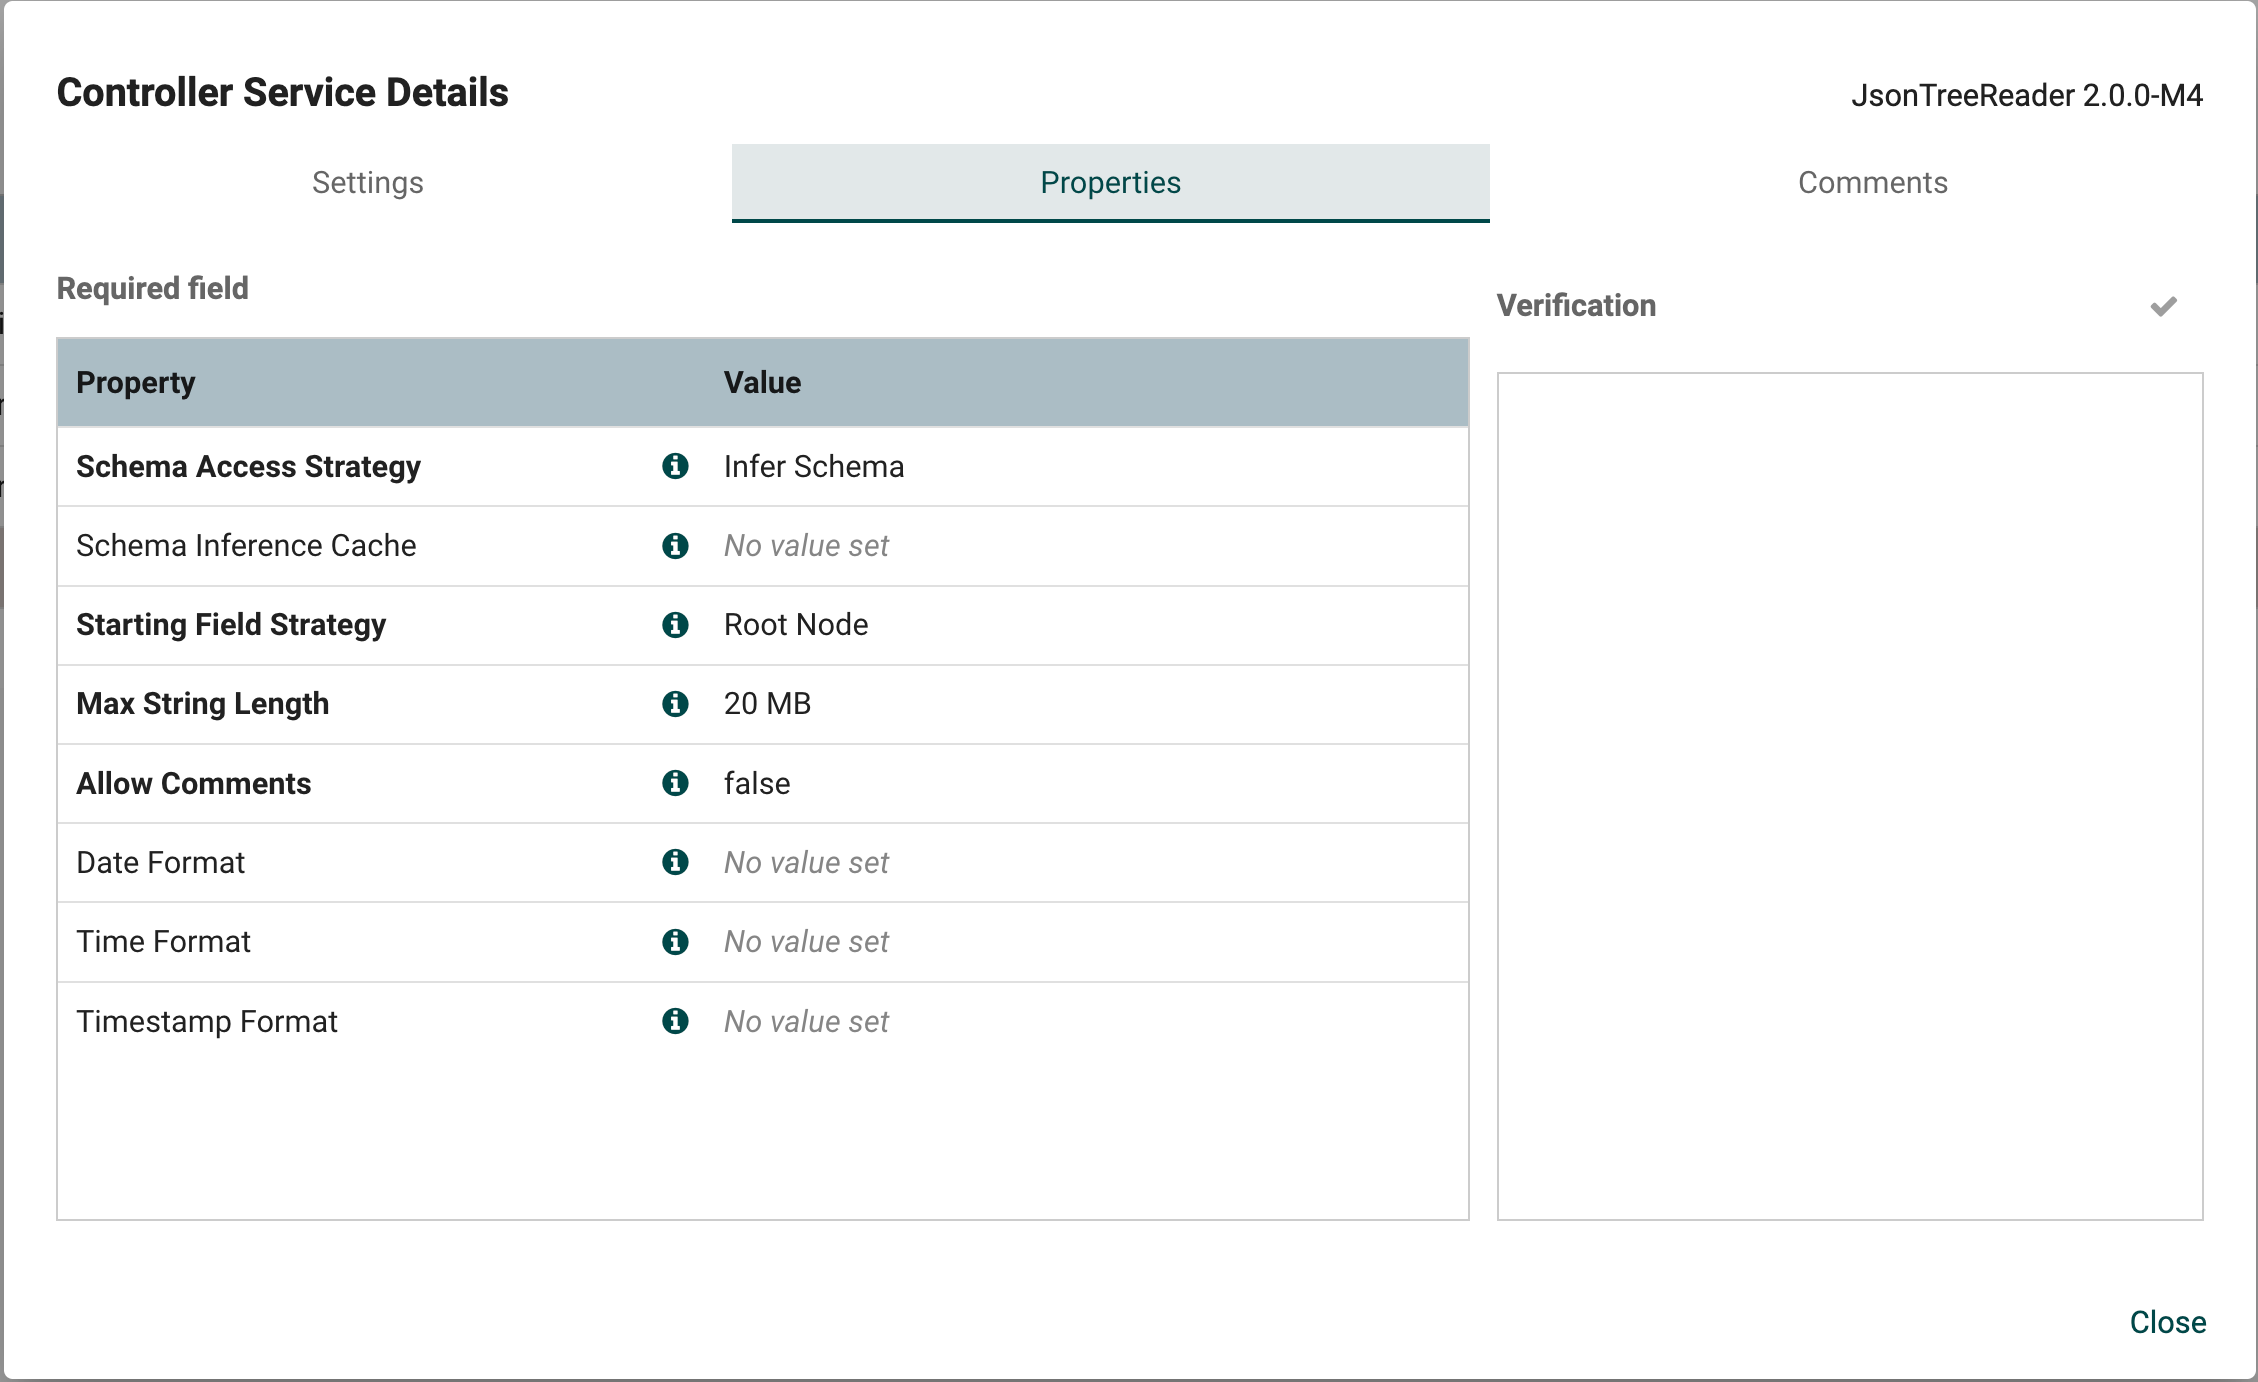 Controller Service Details
JsonTreeReader 2.0.0-M4
Settings
Properties
Comments
Required field
Verification
Property Value
Schema Access Strategy Infer Schema
Schema Inference Cache No value set
Starting Field Strategy Root Node
Max String Length 20 MB
Allow Comments false
Date Format No value set
Time Format No value set
Timestamp Format No value set
Close